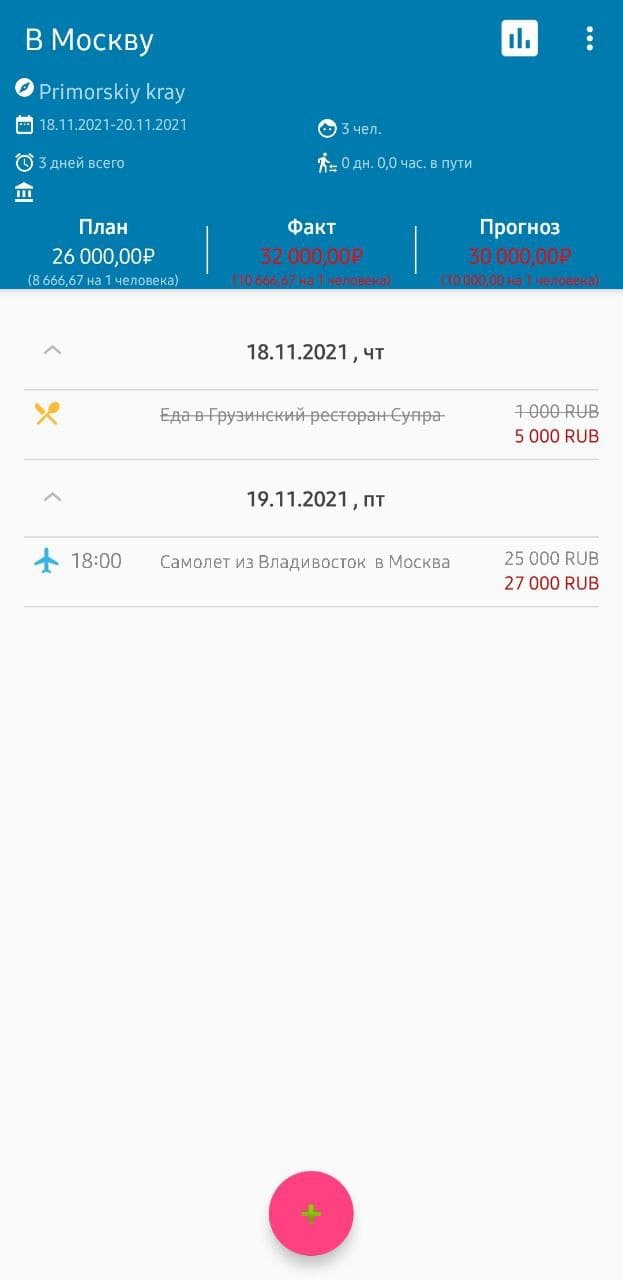 В Москву
Primorskiy kray
18.11.2021-20.11.2021
3 чел.
3 дней всего
0 дн. 0,0 час. в пути
План
Факт
Прогноз
26 000,00₽
32 000,00₽
30 000,00₽
(8 666,67 на 1 человека)
(10 666,67 на 1 человека)
(10 000,00 на 1 человека)
18.11.2021 , чт
Еда в Грузинский ресторан Супра
1 000 RUB
5 000 RUB
19.11.2021 , пт
18:00
Самолет из Владивосток в Москва
25 000 RUB
27 000 RUB